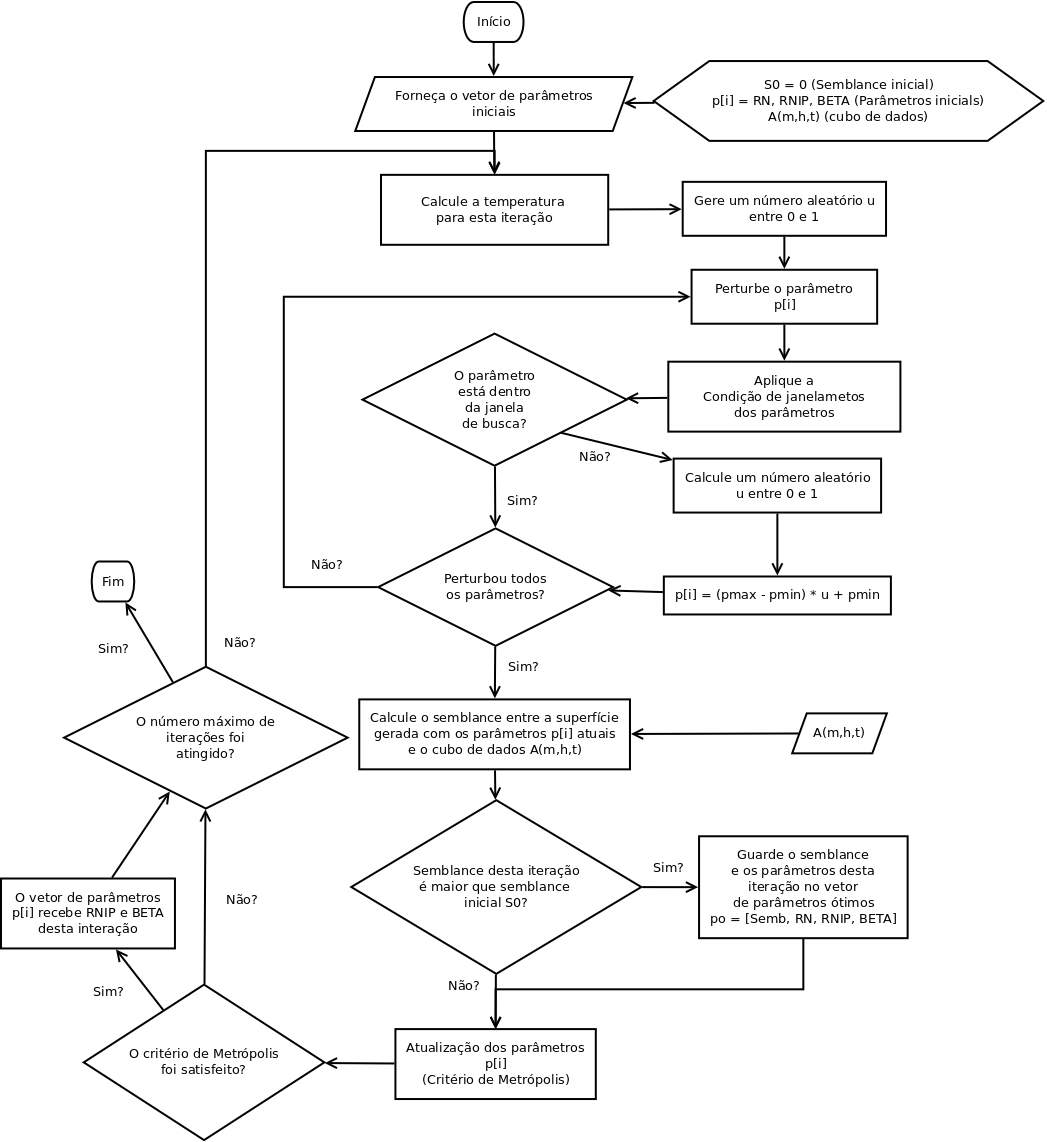 Início
Forneça o vetor de parâmetros
iniciais
S0 = 0 (Semblance inicial)
p[i] = RN, RNIP, BETA (Parâmetros inicials)
A(m,h,t) (cubo de dados)
Calcule a temperatura
para esta iteração
Gere um número aleatório u
entre 0 e 1
Perturbe o parâmetro
p[i]
O parâmetro
está dentro
da janela
de busca?
Aplique a
Condição de janelametos
dos parâmetros
Não?
Calcule um número aleatório
u entre 0 e 1
Sim?
Não?
Perturbou todos
os parâmetros?
p[i] = (pmax - pmin) * u + pmin
Fim
Sim?
Não?
Sim?
O número máximo de
iterações foi
atingido?
Calcule o semblance entre a superfície
gerada com os parâmetros p[i] atuais
e o cubo de dados A(m,h,t)
A(m,h,t)
Semblance desta iteração
é maior que semblance
inicial S0?
Sim?
Guarde o semblance
e os parâmetros desta
iteração no vetor
de parâmetros ótimos
po = [Semb, RN, RNIP, BETA]
O vetor de parâmetros
p[i] recebe RNIP e BETA
desta interação
Não?
Sim?
Não?
O critério de Metrópolis
foi satisfeito?
Atualização dos parâmetros
p[i]
(Critério de Metrópolis)